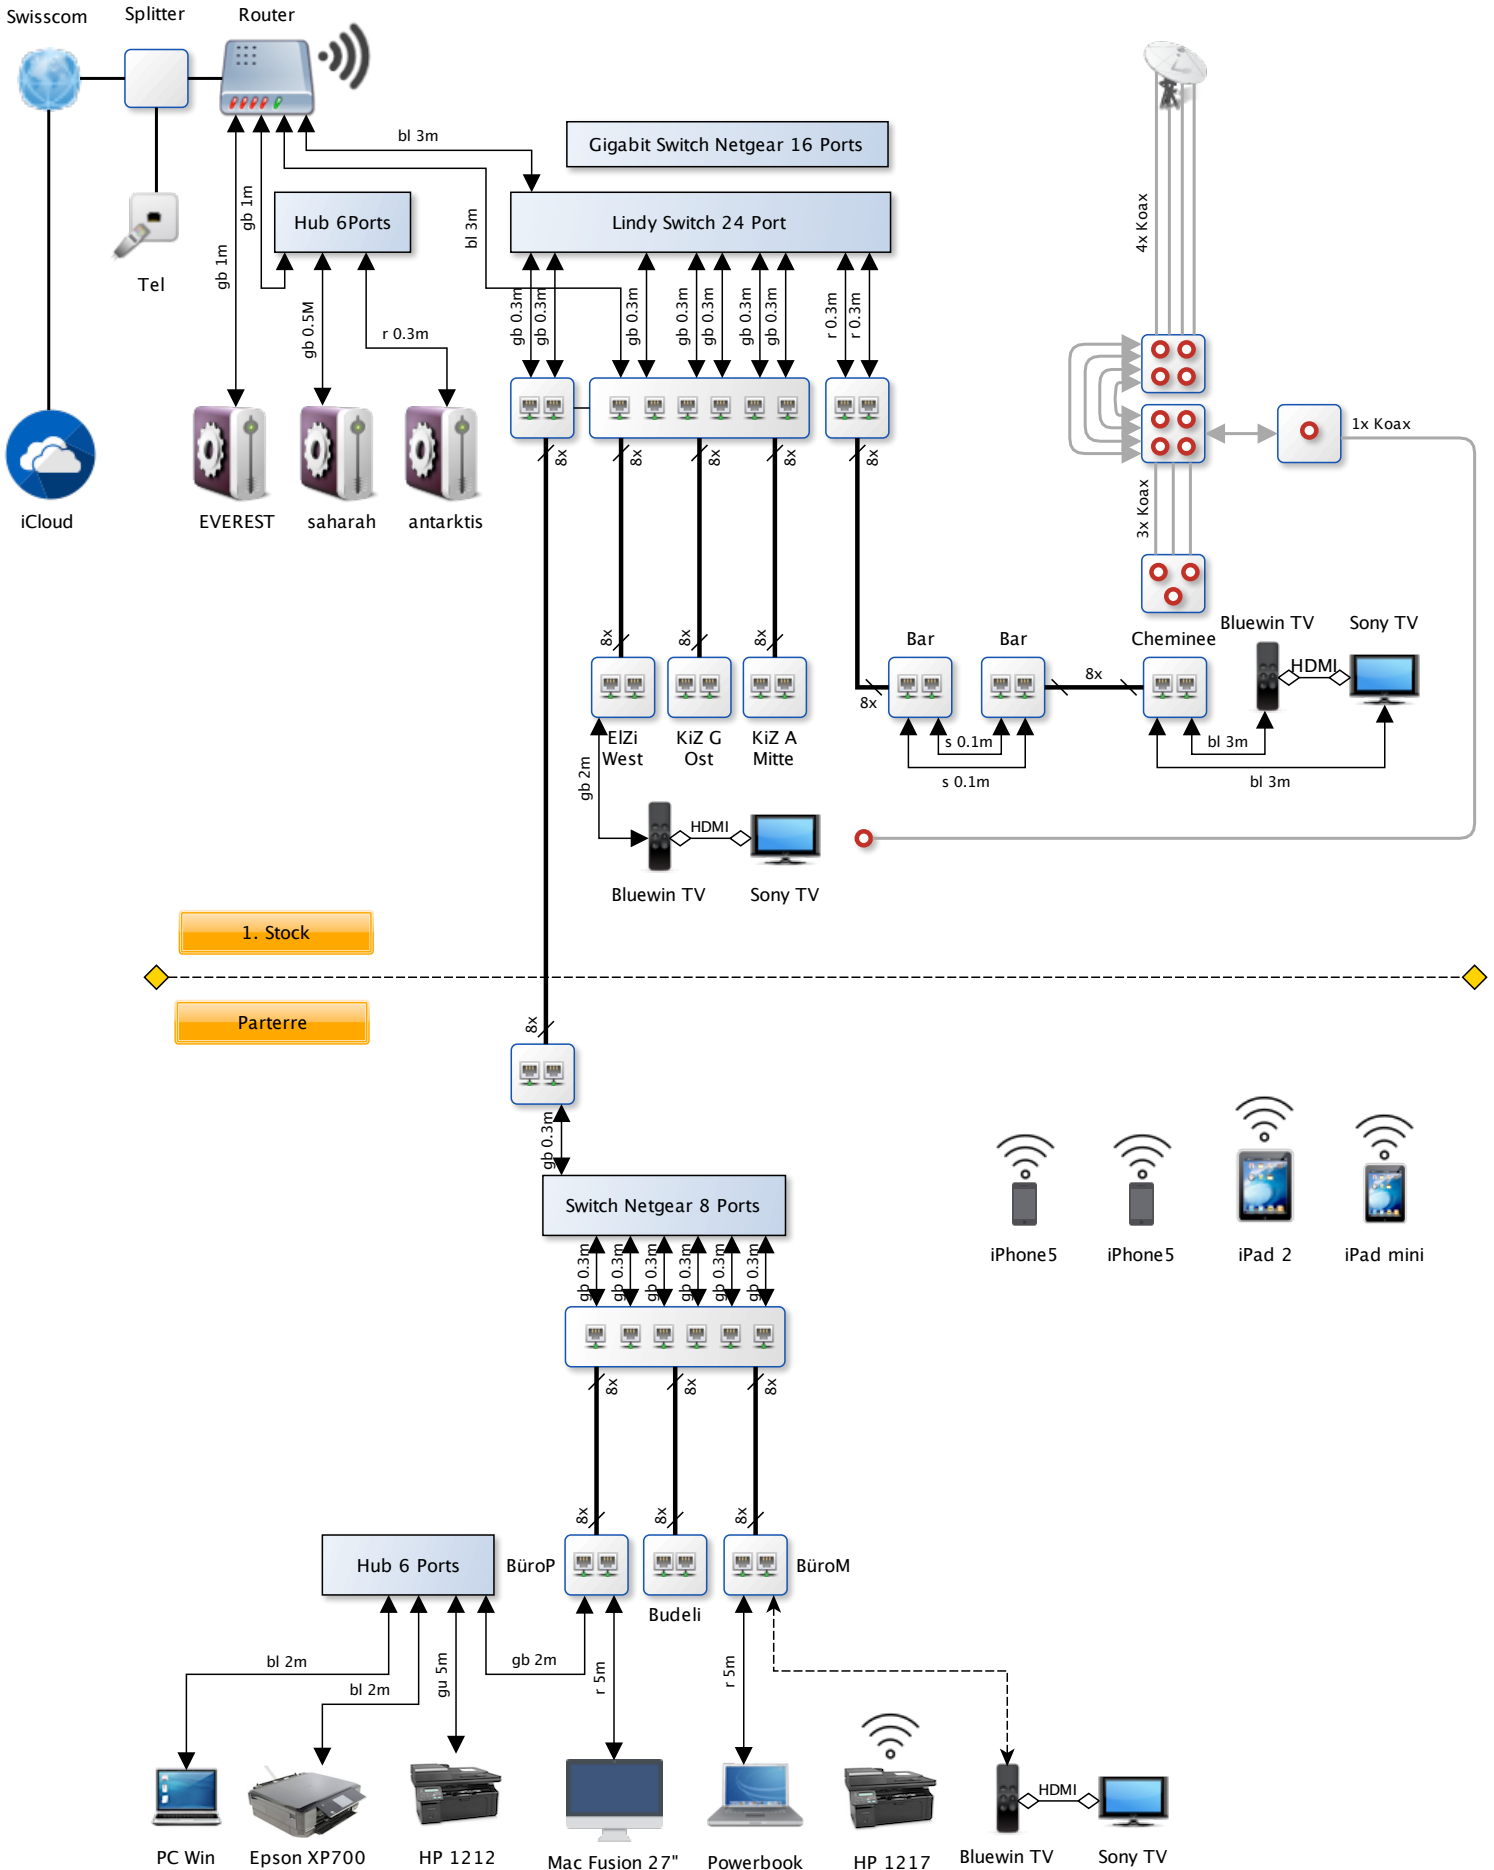 Swisscom
Splitter
Router
bl 3m
Gigabit Switch Netgear 16 Ports
gb 1m
gb 1m
Hub 6Ports
bl 3m
Lindy Switch 24 Port
4x Koax
Tel
gb 0.5M
r 0.3m
gb 0.3m
gb 0.3m
gb 0.3m
gb 0.3m
gb 0.3m
gb 0.3m
gb 0.3m
r 0.3m
r 0.3m
1x Koax
8x
8x
8x
8x
8x
3x Koax
iCloud
EVEREST
saharah
antarktis
8x
8x
8x
Bar
Bar
Cheminee
Bluewin TV
Sony TV
HDMI
8x
8x
ElZi
West
KiZ G
Ost
KiZ A
Mitte
s 0.1m
s 0.1m
bl 3m
bl 3m
gb 2m
HDMI
Bluewin TV
Sony TV
1. Stock
Parterre
8x
gb 0.3m
Switch Netgear 8 Ports
gb 0.3m
gb 0.3m
gb 0.3m
gb 0.3m
gb 0.3m
gb 0.3m
iPhone5
iPhone5
iPad 2
iPad mini
8x
8x
8x
8x
8x
8x
Hub 6 Ports
BüroP
BüroM
Budeli
bl 2m
bl 2m
gu 5m
gb 2m
r 5m
r 5m
HDMI
PC Win
Epson XP700
HP 1212
Mac Fusion 27"
Powerbook
HP 1217
Bluewin TV
Sony TV